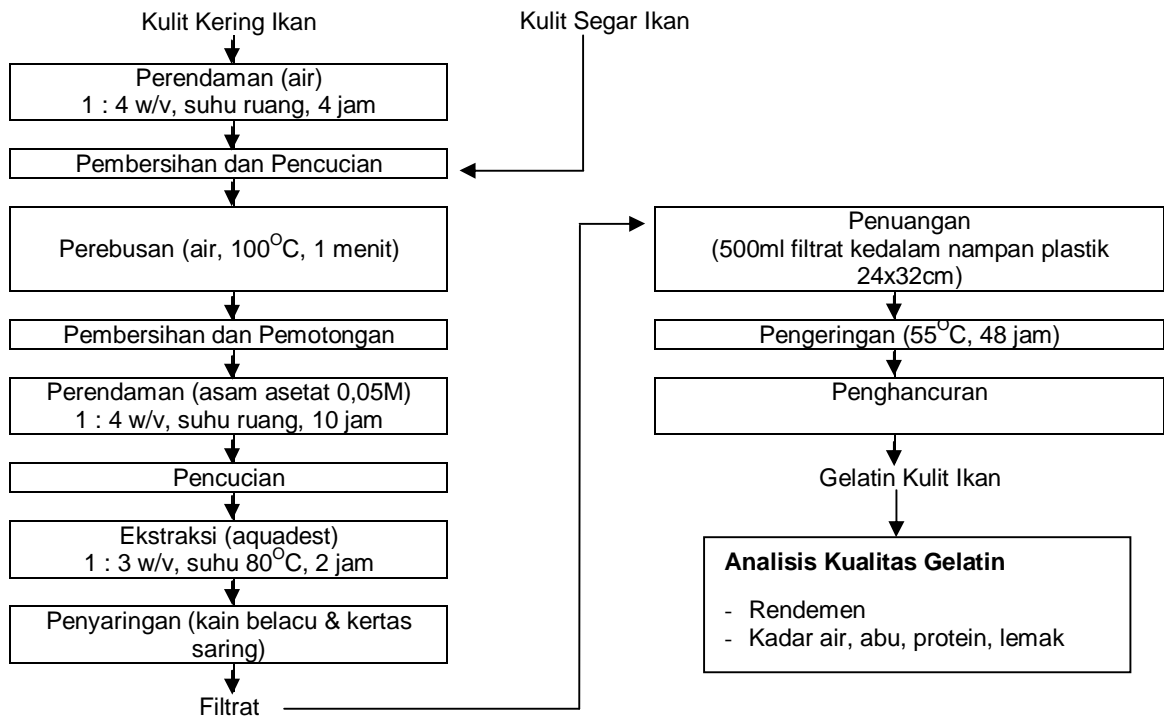 Kulit Kering Ikan
Kulit Segar Ikan
Perendaman (air)
1 : 4 w/v, suhu ruang, 4 jam
Pembersihan dan Pencucian
Perebusan (air, 100°C, 1 menit)
Pembersihan dan Pemotongan
Perendaman (asam asetat 0,05M)
1 : 4 w/v, suhu ruang, 10 jam
Pencucian
Ekstraksi (aquadest)
1 : 3 w/v, suhu 80°C, 2 jam
Penyaringan (kain belacu & kertas
saring)
Filtrat
Penuangan
(500ml filtrat kedalam nampan plastik
24x32cm)
Pengeringan (55°C, 48 jam)
Penghancuran
Gelatin Kulit Ikan
Analisis Kualitas Gelatin
- Rendemen
- Kadar air, abu, protein, lemak